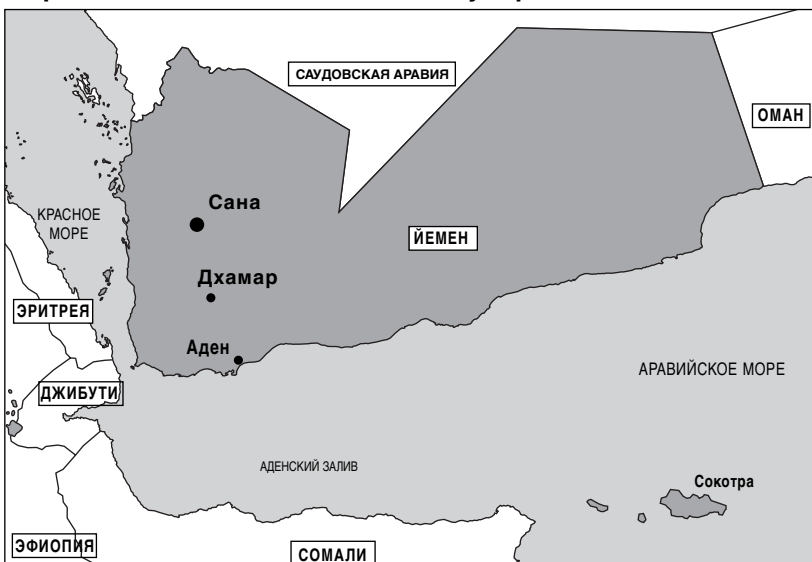 САУДОВСКАЯ АРАВИЯ
ОМАН
Сана
КРАСНОЕ
МОРЕ
ЙЕМЕН
Дхамар
ЭРИТРЕЯ
Аден
АРАВИЙСКОЕ МОРЕ
ДЖИБУТИ
АДЕНСКИЙ ЗАЛИВ
Сокотра
ЭФИОПИЯ
СОМАЛИ